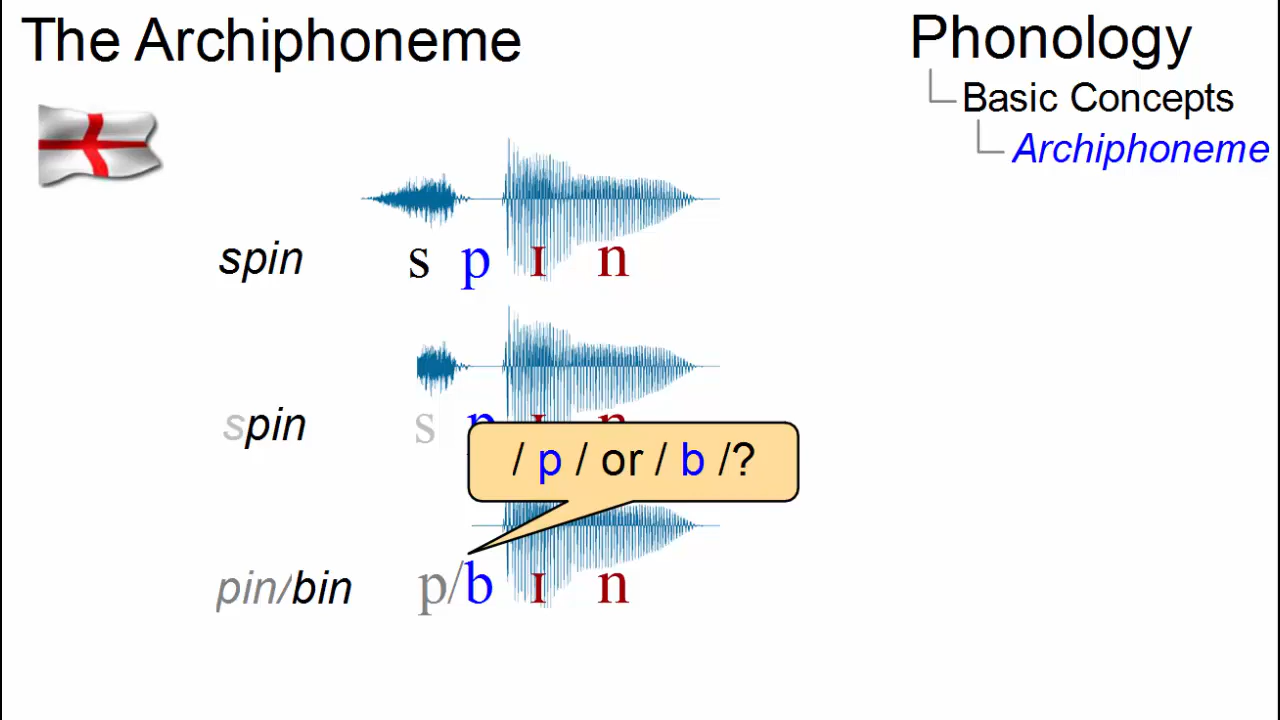 The Archiphoneme
Phonology
Basic Concepts
Archiphoneme
spin s p ɪ n
spin s p ɪ n
/ p / or / b /?
pin/bin p/b ɪ n